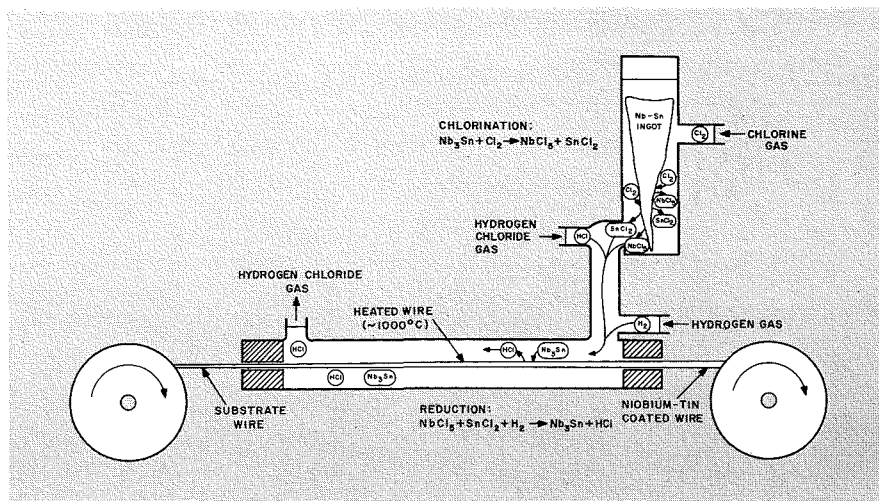 Nb-Sn
INGOT
Cl₂
CHLORINE
GAS
CHLORINATION:
Nb₃Sn+Cl₂→NbCl₅+SnCl₂
Cl₂
Cl₂
NbCl₅
SnCl₂
HYDROGEN
CHLORIDE
GAS
HCl
SnCl₂
NbCl₅
HYDROGEN CHLORIDE
GAS
HEATED WIRE
(~1000°C)
H₂
HYDROGEN GAS
HCl
HCl
Nb₃Sn
HCl
Nb₃Sn
SUBSTRATE
WIRE
REDUCTION:
NbCl₅+SnCl₂+H₂→Nb₃Sn+HCl
NIOBIUM-TIN
COATED WIRE